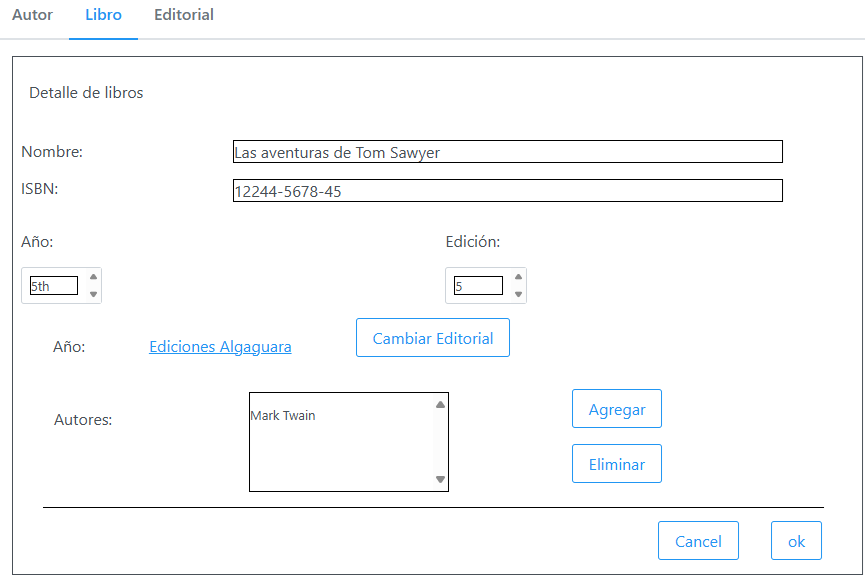 Autor Libro Editorial
Detalle de libros
Nombre: Las aventuras de Tom Sawyer
ISBN: 12244-5678-45
Año: Edición:
5th 5
Año: Ediciones Algaguara Cambiar Editorial
Autores: Mark Twain Agregar
Eliminar
Cancel ok